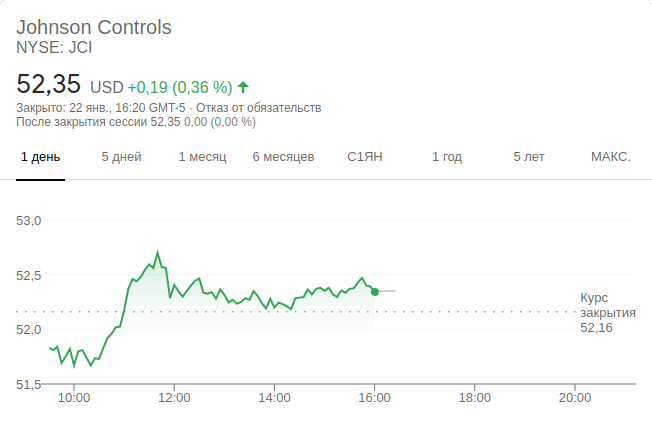 Johnson Controls
NYSE: JCI
52,35 USD +0,19 (0,36 %)
Закрыто: 22 янв., 16:20 GMT-5 · Отказ от обязательств
После закрытия сессии 52,35 0,00 (0,00 %)
1 день 5 дней 1 месяц 6 месяцев С1ЯН 1 год 5 лет МАКС.
53,0
52,5
Курс
закрытия
52,16
52,0
51,5
10:00 12:00 14:00 16:00 18:00 20:00